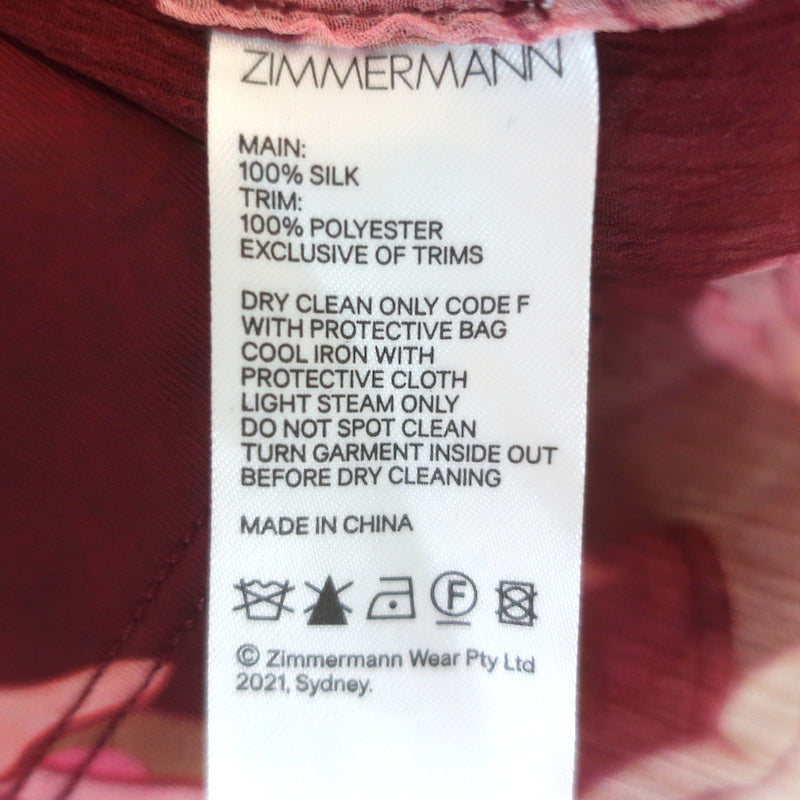 ZIMMERMANN
MAIN:
100% SILK
TRIM:
100% POLYESTER
EXCLUSIVE OF TRIMS
DRY CLEAN ONLY CODE F
WITH PROTECTIVE BAG
COOL IRON WITH
PROTECTIVE CLOTH
LIGHT STEAM ONLY
DO NOT SPOT CLEAN
TURN GARMENT INSIDE OUT
BEFORE DRY CLEANING
MADE IN CHINA
F
© Zimmermann Wear Pty Ltd
2021, Sydney.